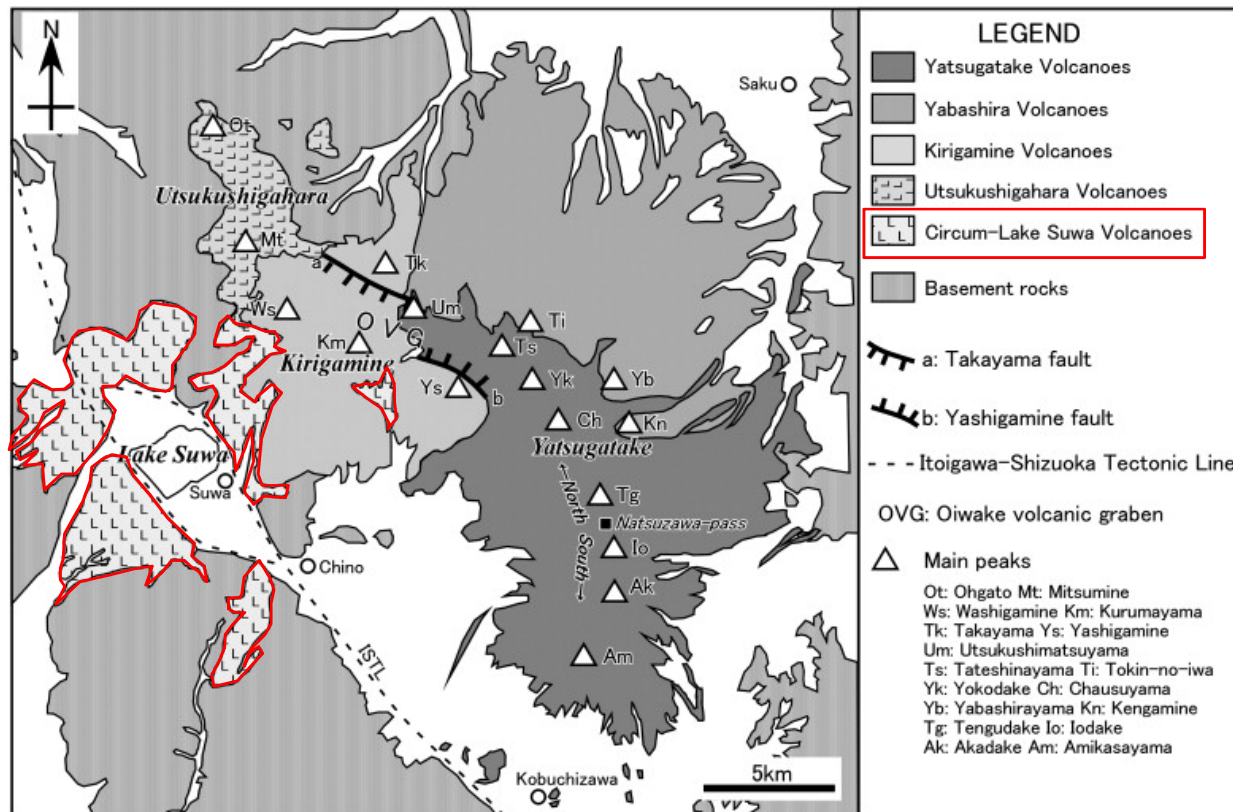 N
Saku
Ot
Utsukushigahara
Mt
a
Tk
Ws
Um
O V G
Ti
Km
Ts
Kirigamine
Ys
b
Yk
Yb
Ch
Kn
Yatsugatake
Lake Suwa
Suwa
North
South
Tg
Natsuzawa-pass
Io
Chino
Ak
ISTL
Am
Kobuchizawa
5km
LEGEND
Yatsugatake Volcanoes
Yabashira Volcanoes
Kirigamine Volcanoes
Utsukushigahara Volcanoes
Circum-Lake Suwa Volcanoes
Basement rocks
a: Takayama fault
b: Yashigamine fault
Itoigawa-Shizuoka Tectonic Line
OVG: Oiwake volcanic graben
Main peaks
Ot: Ohgato Mt: Mitsumine
Ws: Washigamine Km: Kurumayama
Tk: Takayama Ys: Yashigamine
Um: Utsukushimatsuyama
Ts: Tateshinayama Ti: Tokin-no-iwa
Yk: Yokodake Ch: Chausuyama
Yb: Yabashirayama Kn: Kengamine
Tg: Tengudake Io: Iodake
Ak: Akadake Am: Amikasayama